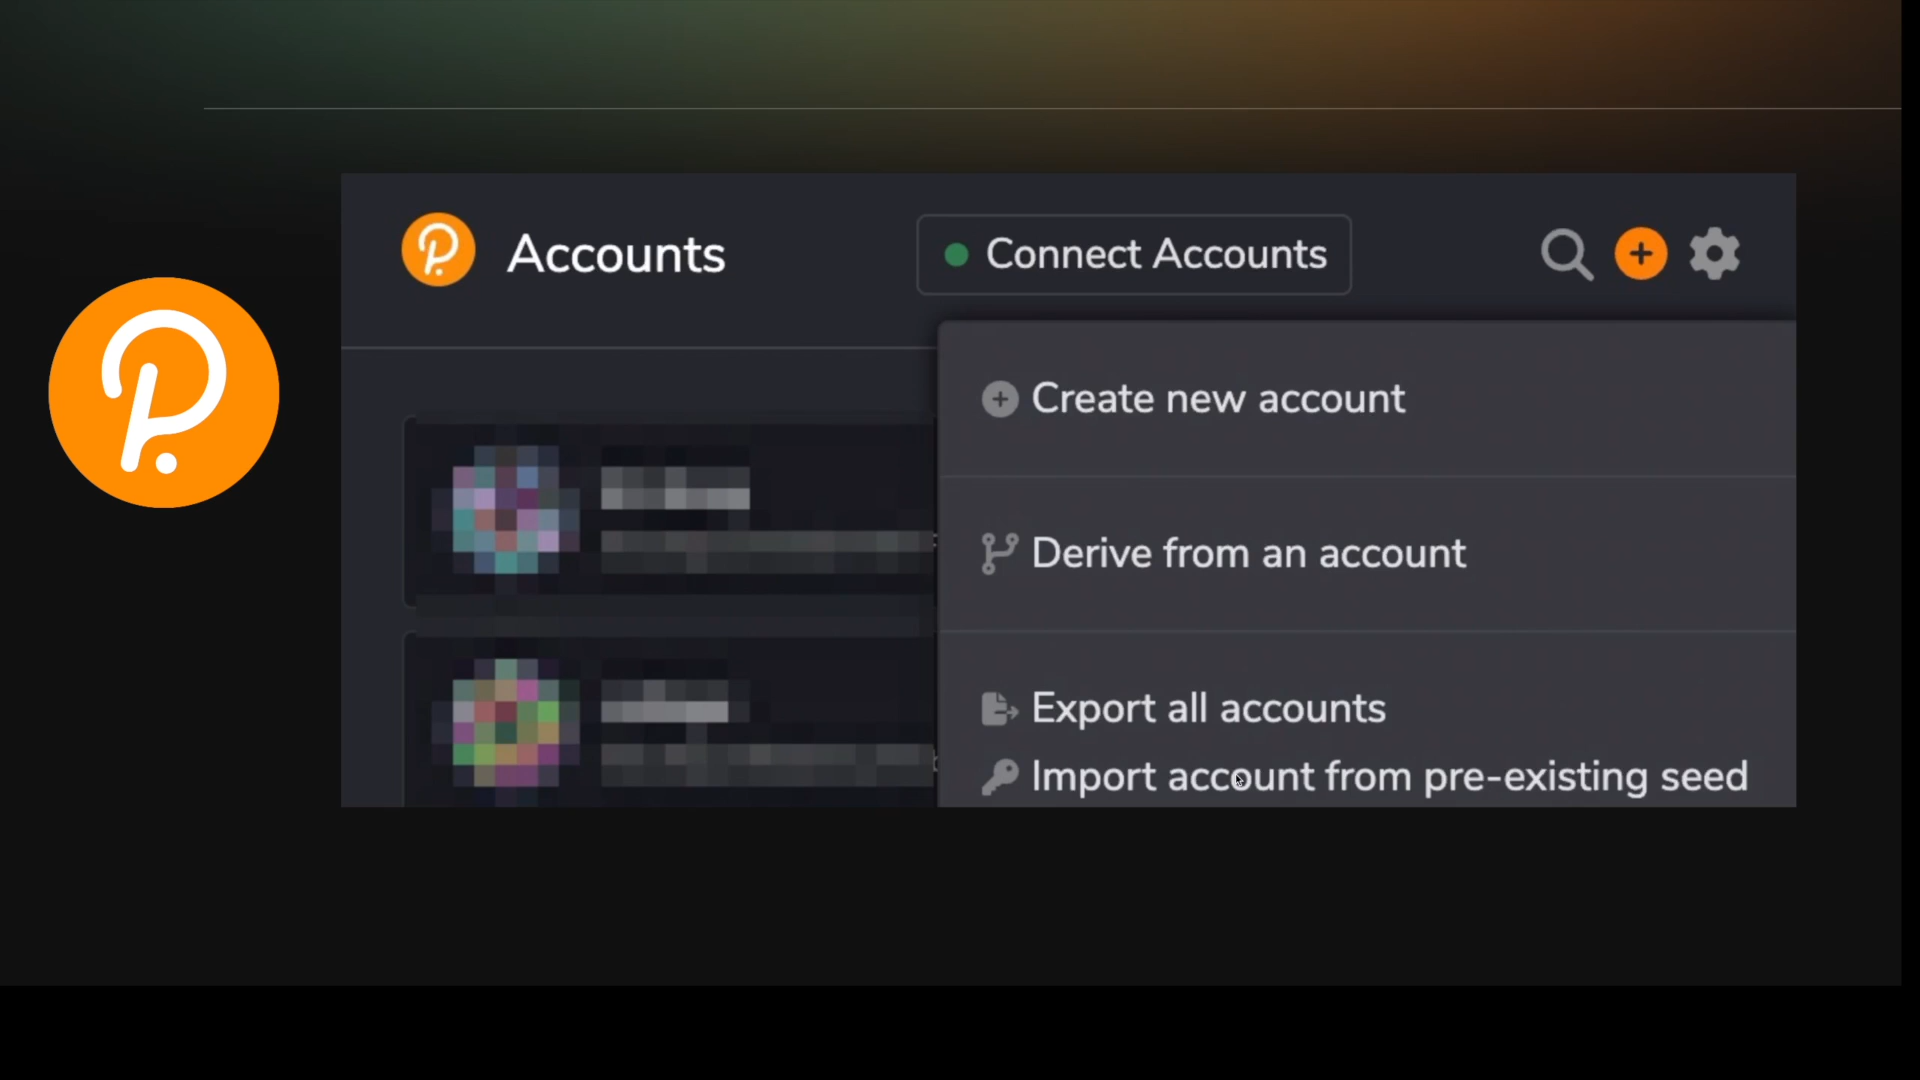 Accounts
Connect Accounts
Create new account
Derive from an account
Export all accounts
Import account from pre-existing seed